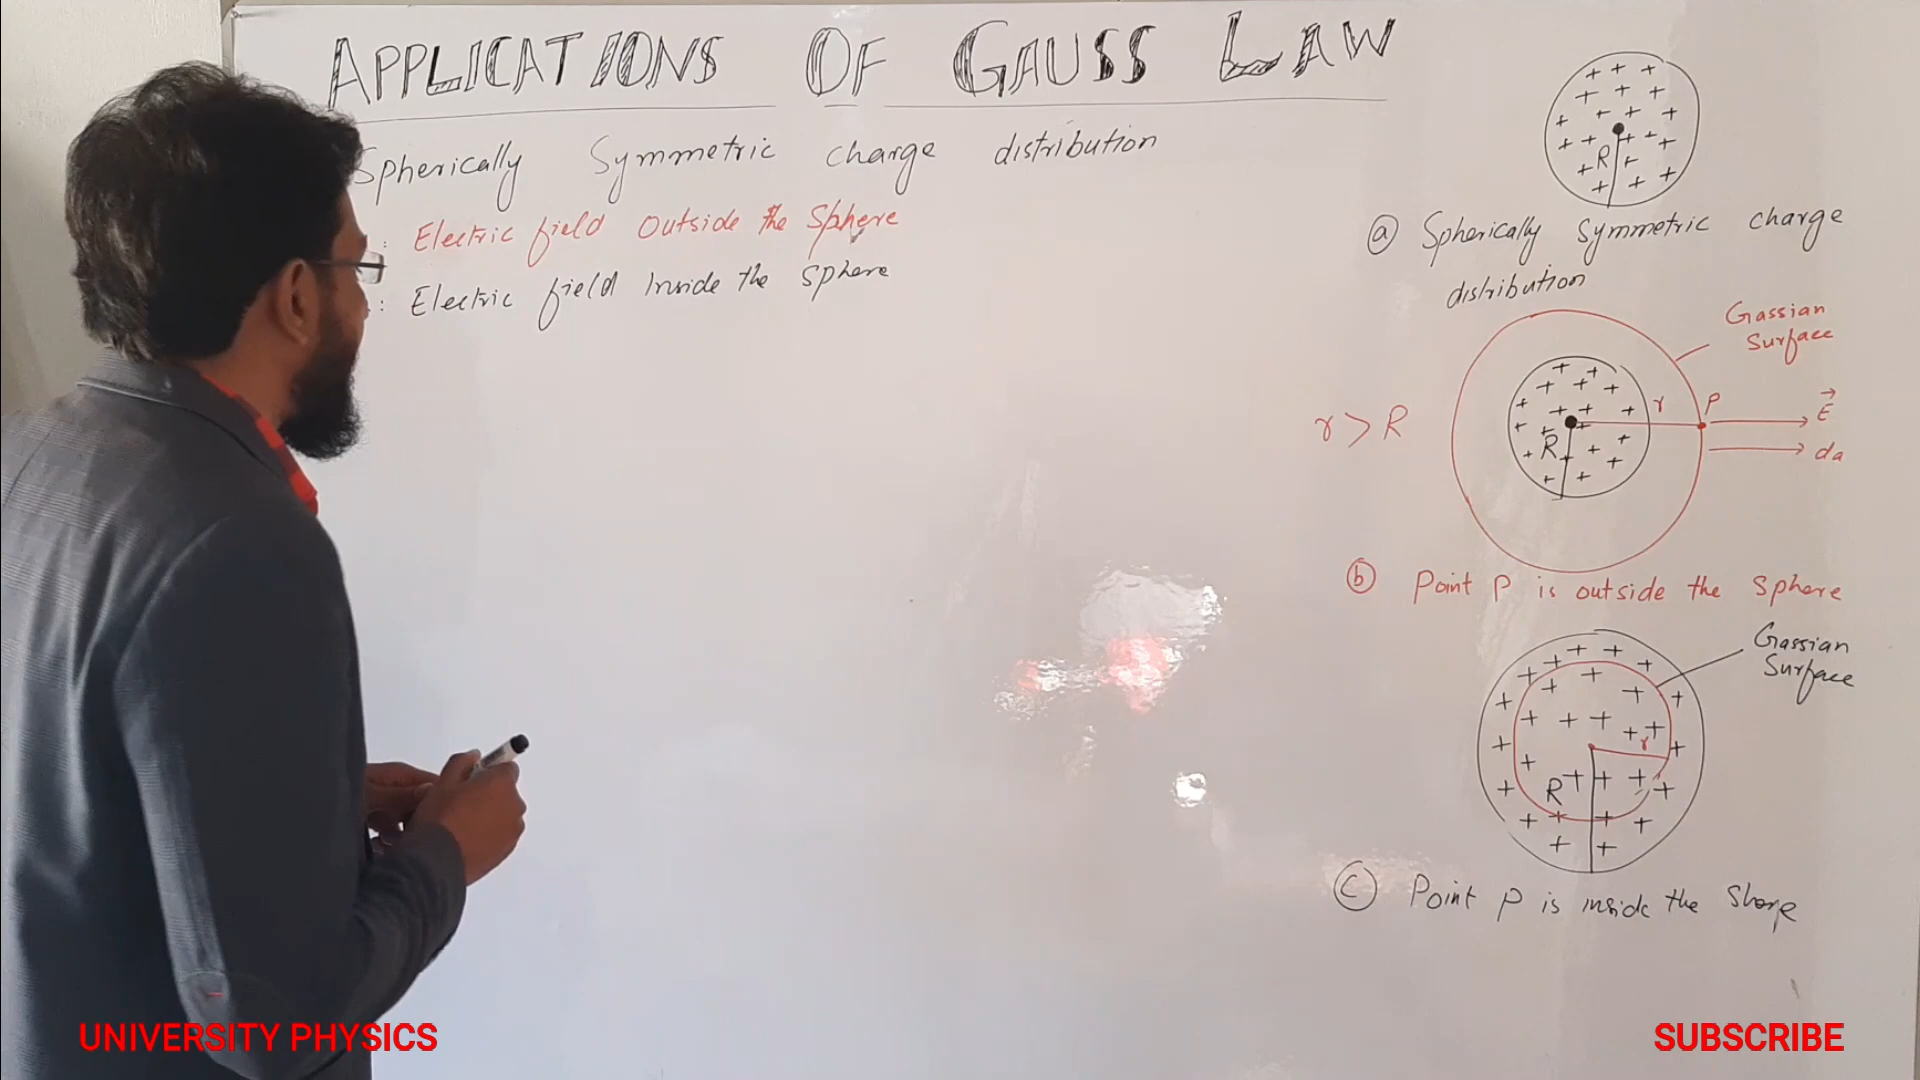 APPLICATIONS OF GAUSS LAW
Spherically Symmetric charge distribution
: Electric field Outside the Sphere
: Electric field Inside the Sphere
R
ⓐ Spherically Symmetric charge
distribution
Gassian
Surface
r > R
R
r
P
E
da
ⓑ Point P is outside the Sphere
Gassian
Surface
r
R
ⓒ Point P is inside the
UNIVERSITY PHYSICS
SUBSCRIBE